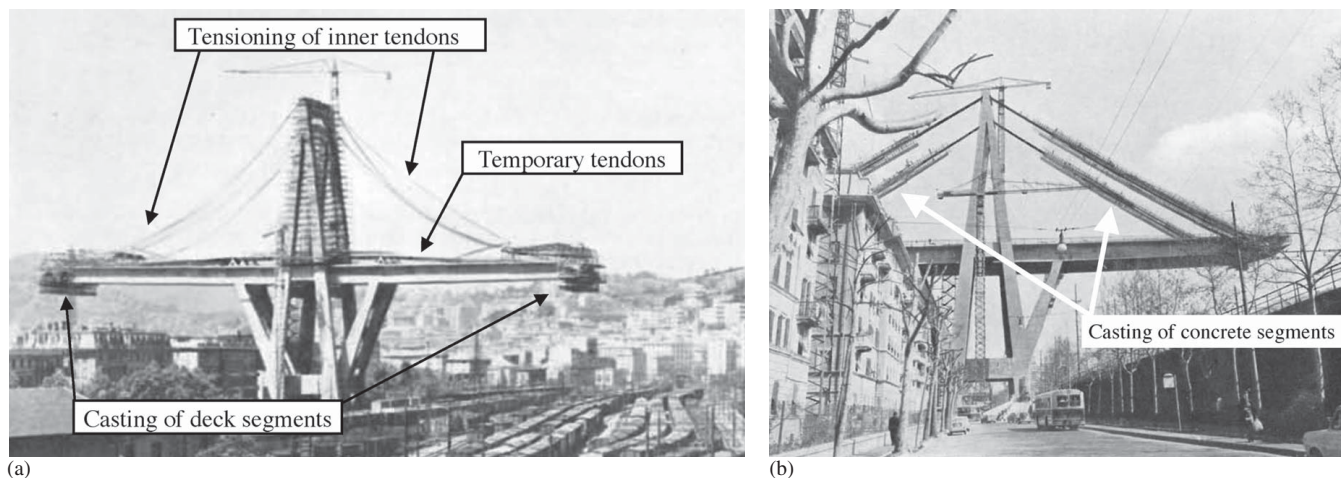 Tensioning of inner tendons
Temporary tendons
Casting of deck segments
(a)
Casting of concrete segments
(b)